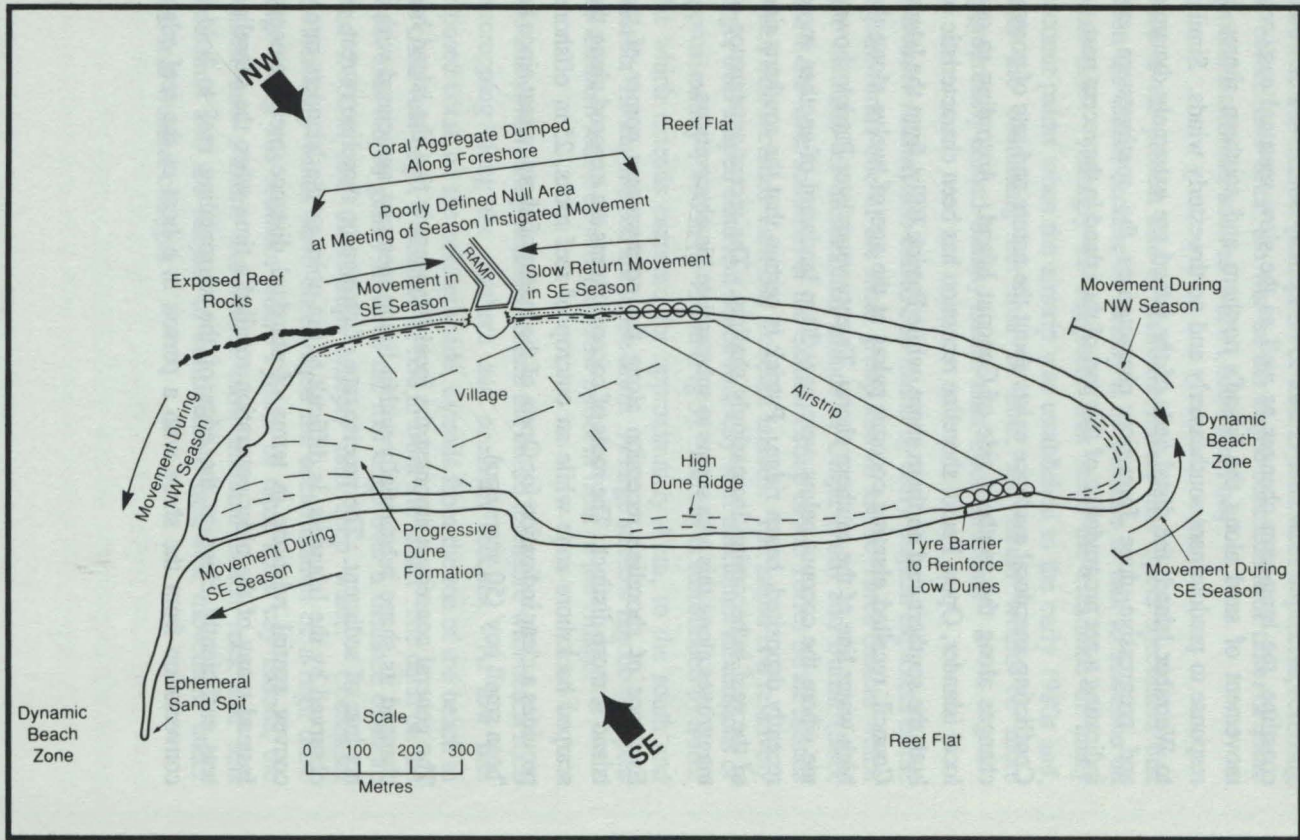 NW
Coral Aggregate Dumped
Along Foreshore
Reef Flat
Poorly Defined Null Area
at Meeting of Season Instigated Movement
RAMP
Exposed Reef
Rocks
Movement in
SE Season
Slow Return Movement
in SE Season
Movement During
NW Season
Village
Airstrip
Dynamic
Beach
Zone
Movement During
NW Season
High
Dune Ridge
Progressive
Dune
Formation
Tyre Barrier
to Reinforce
Low Dunes
Movement During
SE Season
Movement During
SE Season
Ephemeral
Sand Spit
Dynamic
Beach
Zone
Scale
0 100 200 300
Metres
SE
Reef Flat